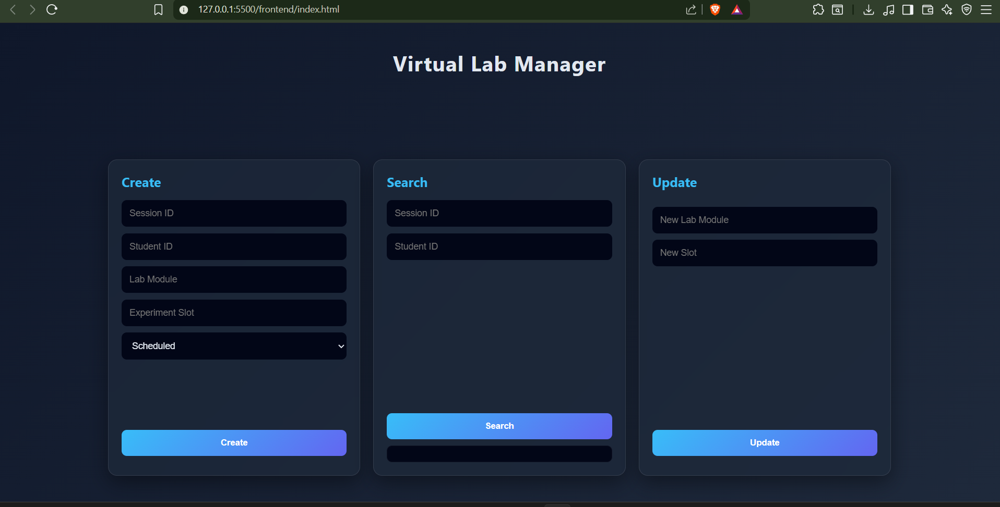 127.0.0.1:5500/frontend/index.html
Virtual Lab Manager
Create
Session ID
Student ID
Lab Module
Experiment Slot
Scheduled
Create
Search
Session ID
Student ID
Search
Update
New Lab Module
New Slot
Update